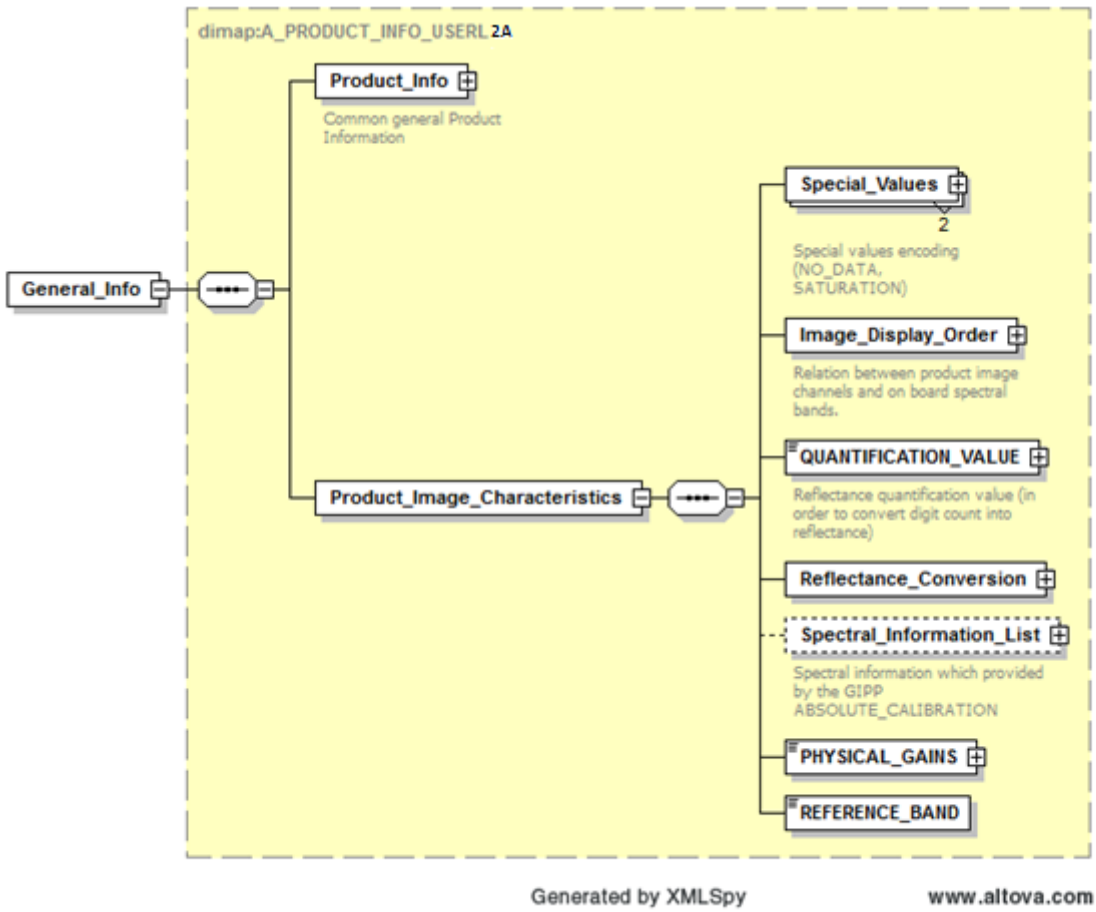 dimap:A_PRODUCT_INFO_USERL 2A
Product_Info
Common general Product
Information
General_Info
Product_Image_Characteristics
Special_Values
2
Special values encoding
(NO_DATA,
SATURATION)
Image_Display_Order
Relation between product image
channels and on board spectral
bands.
QUANTIFICATION_VALUE
Reflectance quantification value (in
order to convert digit count into
reflectance)
Reflectance_Conversion
Spectral_Information_List
Spectral information which provided
by the GIPP
ABSOLUTE_CALIBRATION
PHYSICAL_GAINS
REFERENCE_BAND
Generated by XMLSpy
www.altova.com